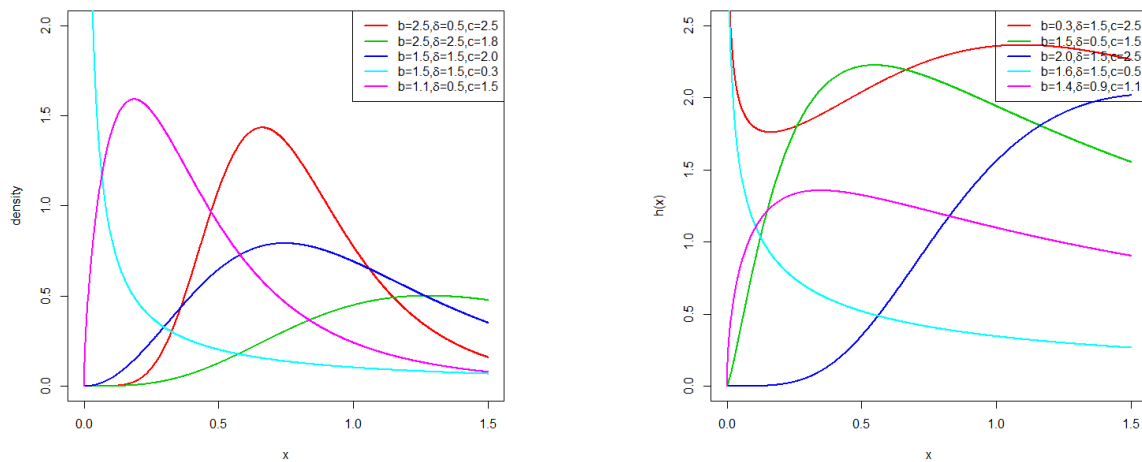 b=2.5,δ=0.5,c=2.5
b=2.5,δ=2.5,c=1.8
b=1.5,δ=1.5,c=2.0
b=1.5,δ=1.5,c=0.3
b=1.1,δ=0.5,c=1.5
2.0
1.5
1.0
0.5
0.0
density
0.0 0.5 1.0 1.5
x
b=0.3,δ=1.5,c=2.5
b=1.5,δ=0.5,c=1.5
b=2.0,δ=1.5,c=2.5
b=1.6,δ=1.5,c=0.5
b=1.4,δ=0.9,c=1.1
2.5
2.0
1.5
1.0
0.5
0.0
h(x)
0.0 0.5 1.0 1.5
x